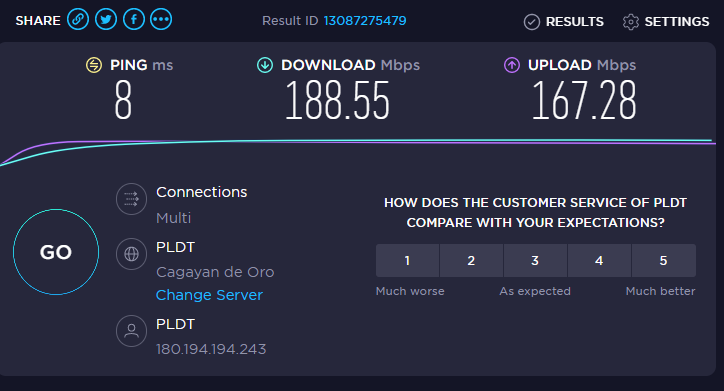 SHARE
Result ID 13087275479
RESULTS
SETTINGS
PING ms
8
DOWNLOAD Mbps
188.55
UPLOAD Mbps
167.28
GO
Connections
Multi
PLDT
Cagayan de Oro
Change Server
PLDT
180.194.194.243
HOW DOES THE CUSTOMER SERVICE OF PLDT
COMPARE WITH YOUR EXPECTATIONS?
1 2 3 4 5
Much worse As expected Much better